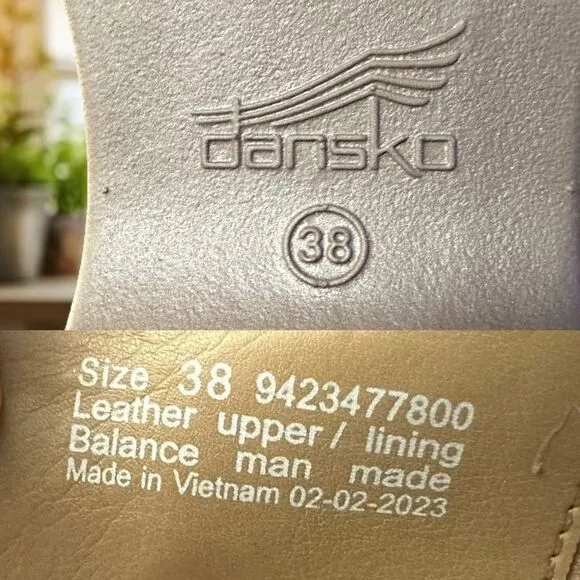 dansko
38
Size 38 9423477800
Leather upper/ lining
Balance man made
Made in Vietnam 02-02-2023